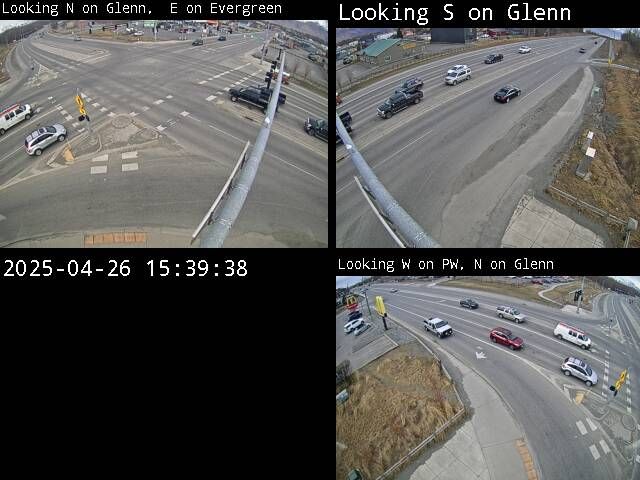 Looking N on Glenn,  E on Evergreen
Looking S on Glenn
2025-04-26 15:39:38
Looking W on PW, N on Glenn